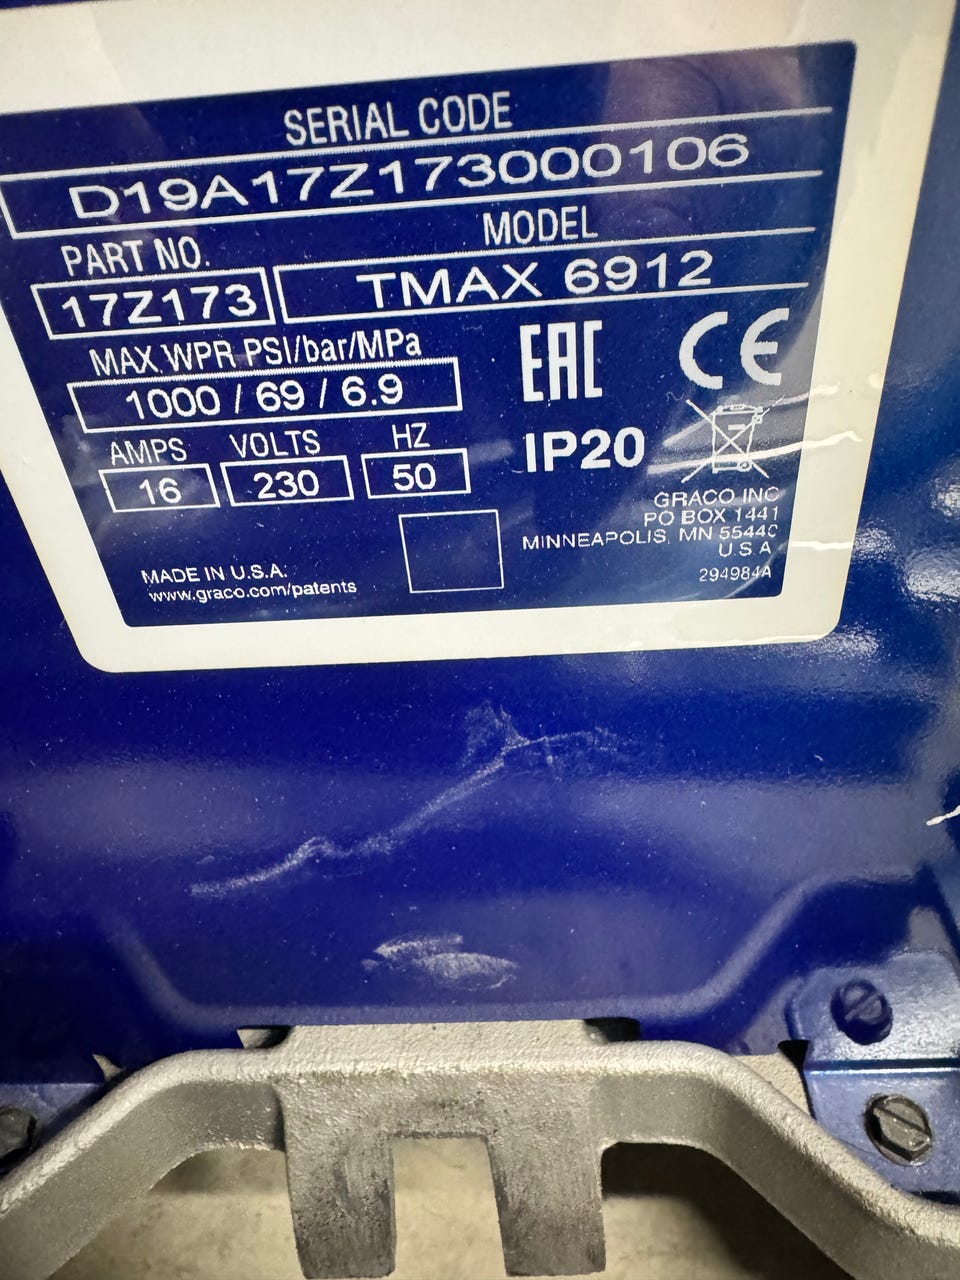 SERIAL CODE
D19A17Z173000106
PART NO.
MODEL
17Z173
TMAX 6912
MAX WPR PSI/bar/MPa
1000 / 69 / 6.9
EAC
CE
AMPS
VOLTS
HZ
16
230
50
IP20
GRACO INC
PO BOX 1441
MINNEAPOLIS, MN 55440
U.S.A
294984A
MADE IN U.S.A.
www.graco.com/patents